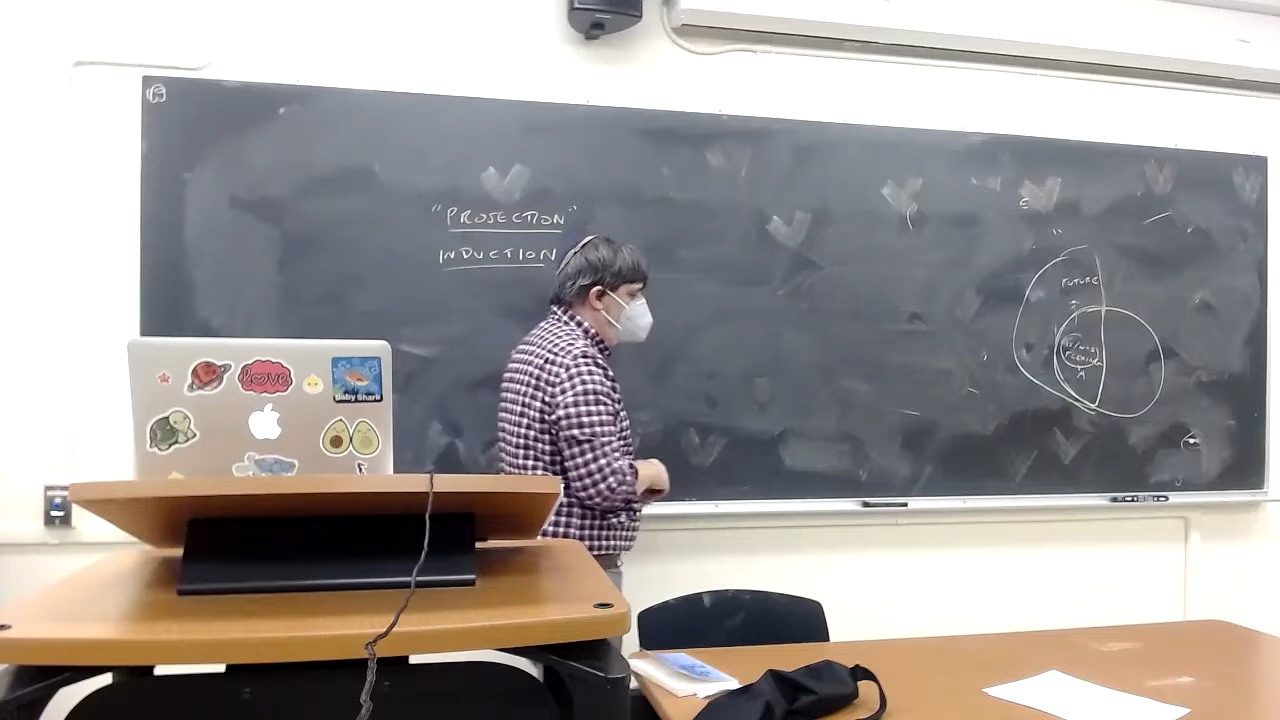 "PROJECTION"
INDUCTION
FUTURE
love
Baby Shark